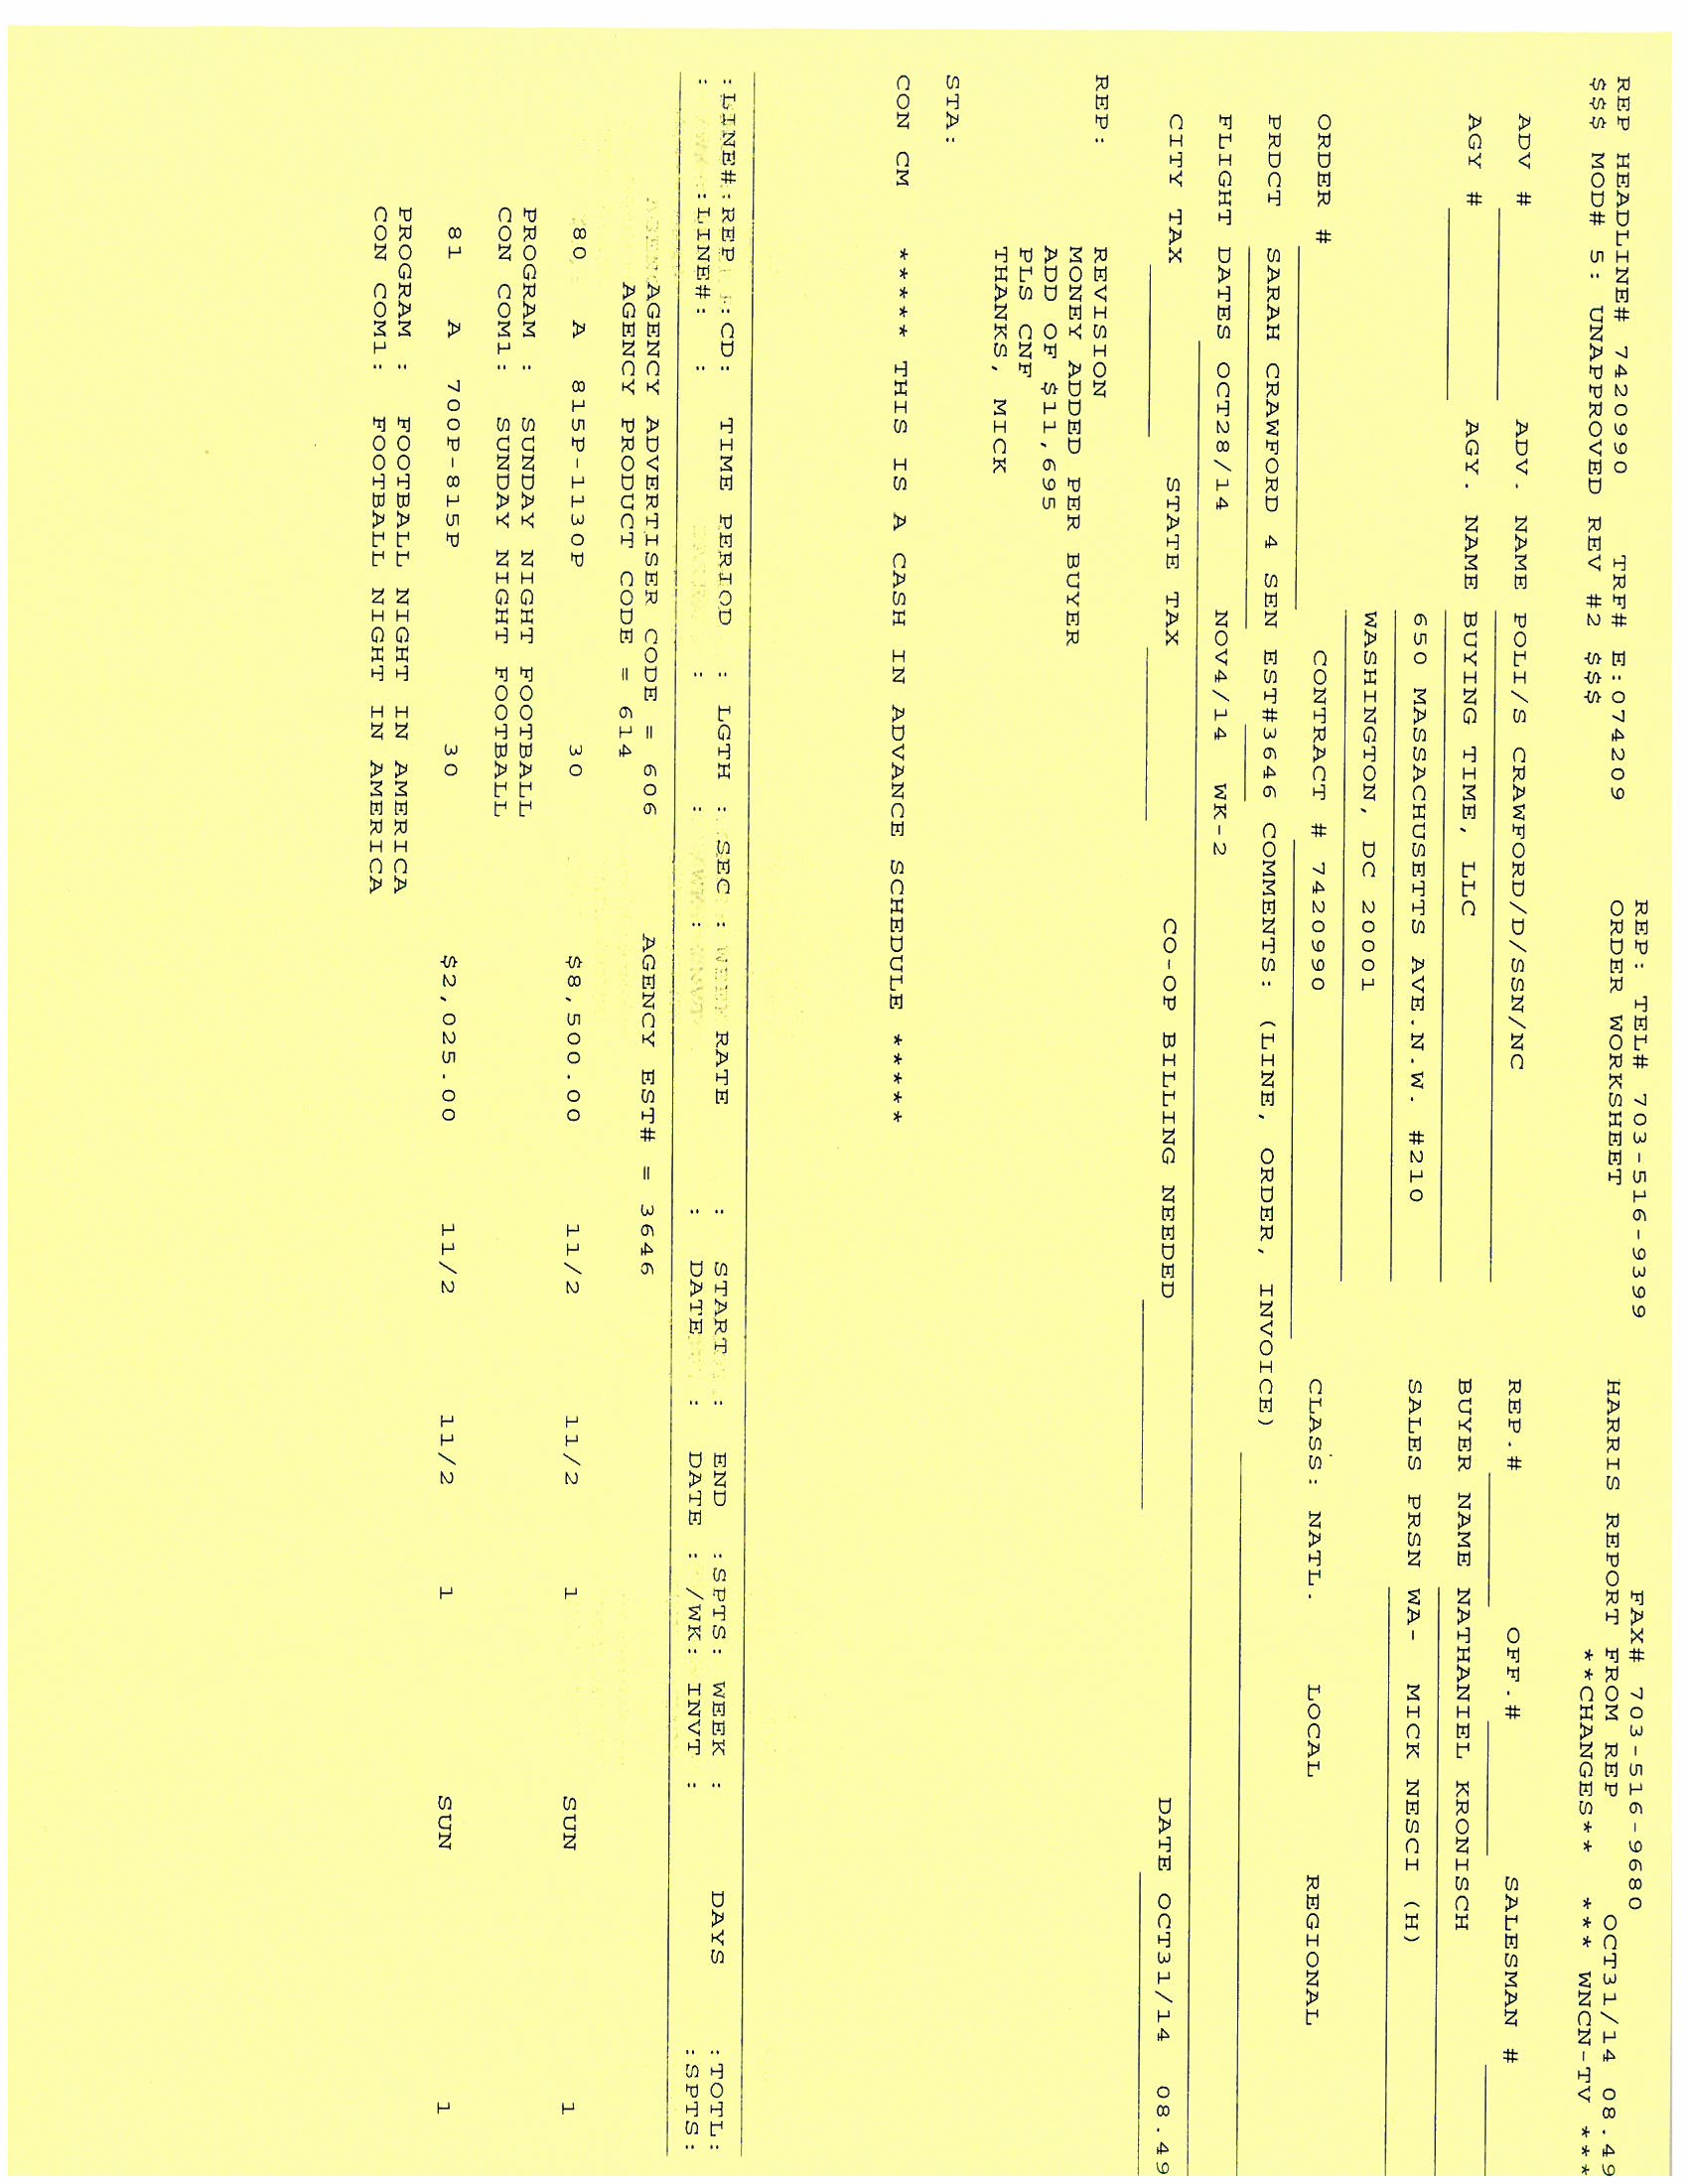 REP: TEL# 703-516-9399 FAX# 703-516-9680
REP HEADLINE# 7420990 TRF# E:074209 ORDER WORKSHEET HARRIS REPORT FROM REP OCT31/14 08.49
$$$ MOD# 5: UNAPPROVED REV #2 $$$ **CHANGES** *** WNCN-TV ***
ADV # ADV. NAME POLI/S CRAWFORD/D/SSN/NC REP.# OFF.# SALESMAN #
AGY # AGY. NAME BUYING TIME, LLC BUYER NAME NATHANIEL KRONISCH
650 MASSACHUSETTS AVE.N.W. #210 SALES PRSN WA- MICK NESCI (H)
WASHINGTON, DC 20001
ORDER # CONTRACT # 7420990 CLASS: NATL. LOCAL REGIONAL
PRDCT SARAH CRAWFORD 4 SEN EST#3646 COMMENTS: (LINE, ORDER, INVOICE)
FLIGHT DATES OCT28/14 NOV4/14 WK-2
CITY TAX STATE TAX CO-OP BILLING NEEDED DATE OCT31/14 08.49
REP: REVISION
MONEY ADDED PER BUYER
ADD OF $11,695
PLS CNF
THANKS, MICK
STA:
CON CM ***** THIS IS A CASH IN ADVANCE SCHEDULE *****
:LINE#:REP :CD: TIME PERIOD : LGTH : SEC : RATE : START : END :SPTS: WEEK : DAYS :TOTL:
: :LINE#: : : : : : DATE : DATE : /WK: INVT : :SPTS:
AGENCY ADVERTISER CODE = 606 AGENCY EST# = 3646
AGENCY PRODUCT CODE = 614
80 A 815P-1130P 30 $8,500.00 11/2 11/2 1 SUN 1
PROGRAM : SUNDAY NIGHT FOOTBALL
CON COM1: SUNDAY NIGHT FOOTBALL
81 A 700P-815P 30 $2,025.00 11/2 11/2 1 SUN 1
PROGRAM : FOOTBALL NIGHT IN AMERICA
CON COM1: FOOTBALL NIGHT IN AMERICA